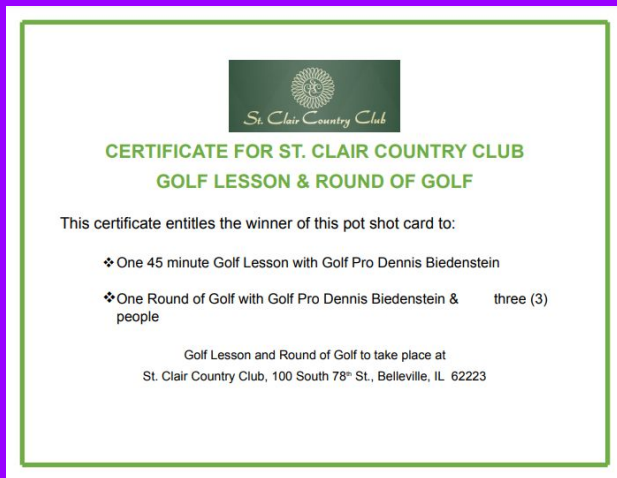 St. Clair Country Club
CERTIFICATE FOR ST. CLAIR COUNTRY CLUB
GOLF LESSON & ROUND OF GOLF
This certificate entitles the winner of this pot shot card to:
❖One 45 minute Golf Lesson with Golf Pro Dennis Biedenstein
❖One Round of Golf with Golf Pro Dennis Biedenstein & three (3)
people
Golf Lesson and Round of Golf to take place at
St. Clair Country Club, 100 South 78th St., Belleville, IL 62223